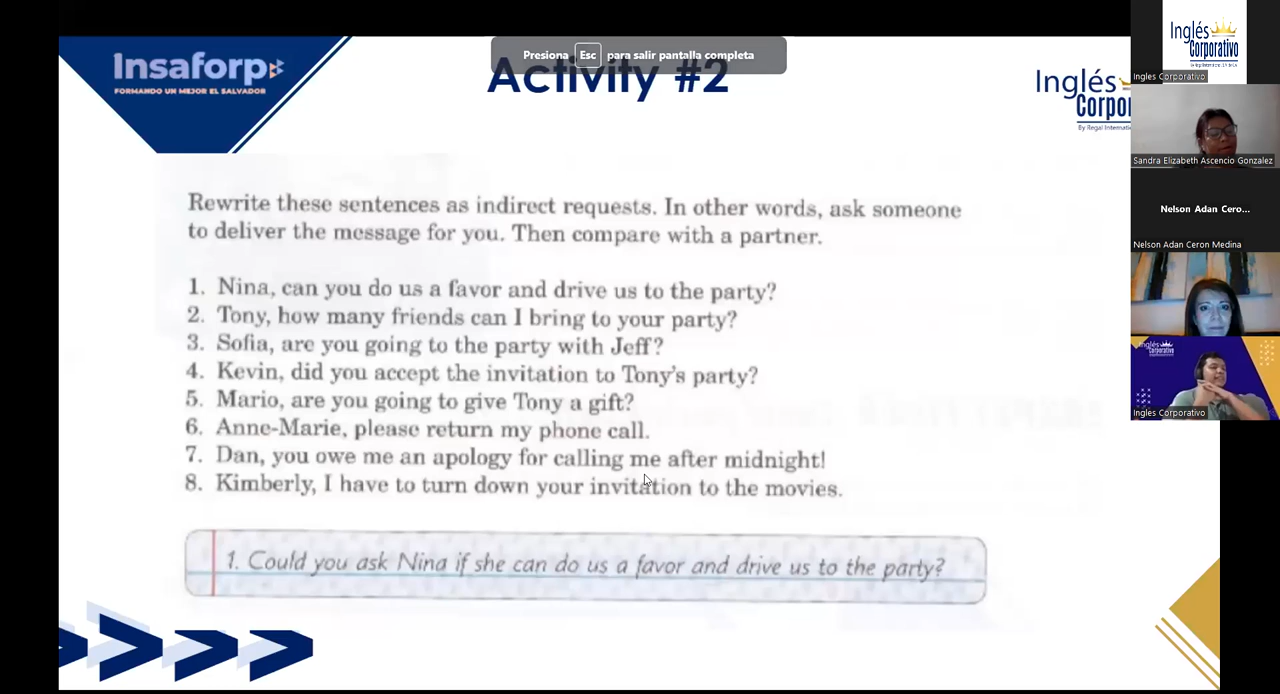 Insaforp
FORMANDO UN MEJOR EL SALVADOR
Presiona Esc para salir pantalla completa
Activity #2
Inglés
Corpor
By Regal Internati
Rewrite these sentences as indirect requests. In other words, ask someone
to deliver the message for you. Then compare with a partner.
1. Nina, can you do us a favor and drive us to the party?
2. Tony, how many friends can I bring to your party?
3. Sofia, are you going to the party with Jeff?
4. Kevin, did you accept the invitation to Tony's party?
5. Mario, are you going to give Tony a gift?
6. Anne-Marie, please return my phone call.
7. Dan, you owe me an apology for calling me after midnight!
8. Kimberly, I have to turn down your invitation to the movies.
1. Could you ask Nina if she can do us a favor and drive us to the party?
Inglés
Corporativo
Ingles Corporativo
Sandra Elizabeth Ascencio Gonzalez
Nelson Adan Cero...
Nelson Adan Ceron Medina
Inglés
Corporativo
Ingles Corporativo